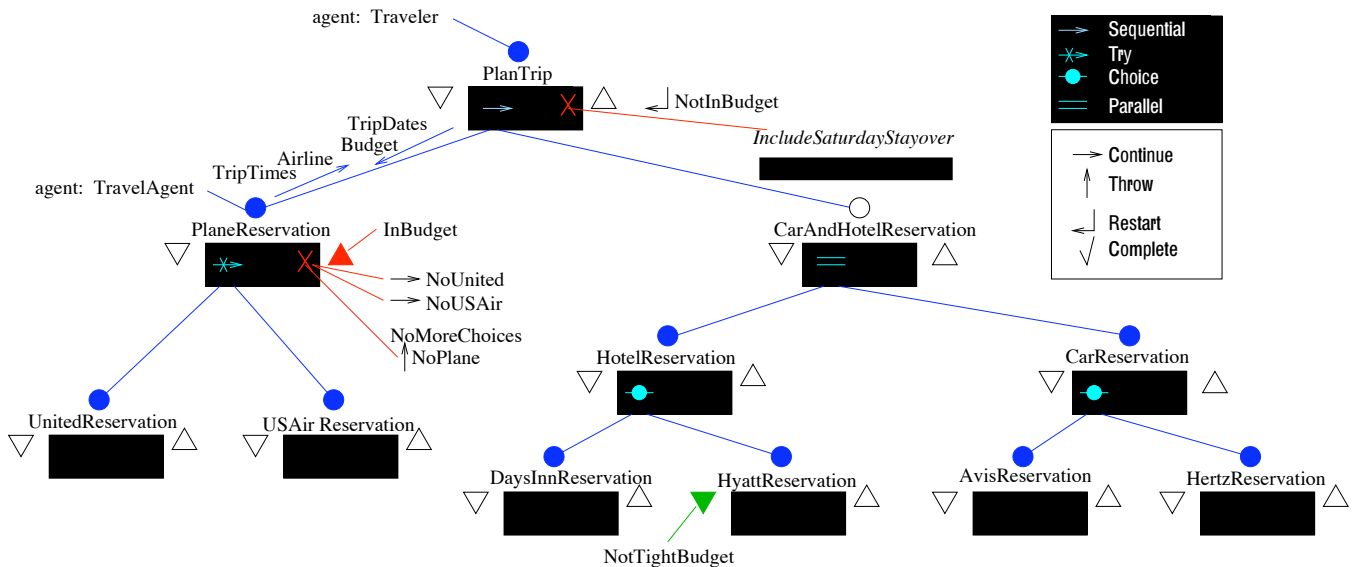 agent: Traveler
PlanTrip
NotInBudget
IncludeSaturdayStayover
TripDates
Budget
Airline
TripTimes
agent: TravelAgent
PlaneReservation
InBudget
NoUnited
NoUSAir
NoMoreChoices
NoPlane
CarAndHotelReservation
HotelReservation
CarReservation
UnitedReservation
USAir Reservation
DaysInnReservation
HyattReservation
NotTightBudget
AvisReservation
HertzReservation
Sequential
Try
Choice
Parallel
Continue
Throw
Restart
Complete